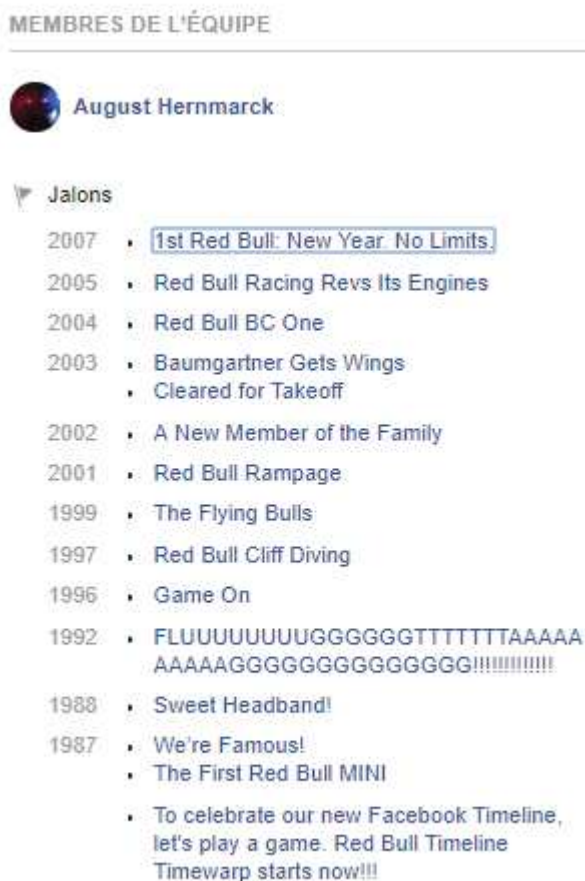 MEMBRES DE L'ÉQUIPE
August Hernmarck
Jalons
2007 • 1st Red Bull: New Year. No Limits.
2005 • Red Bull Racing Revs Its Engines
2004 • Red Bull BC One
2003 • Baumgartner Gets Wings
• Cleared for Takeoff
2002 • A New Member of the Family
2001 • Red Bull Rampage
1999 • The Flying Bulls
1997 • Red Bull Cliff Diving
1996 • Game On
1992 • FLUUUUUUUUGGGGGGTTTTTTTAAAAA
AAAAAGGGGGGGGGGGGGG!!!!!!!!!!!!!
1988 • Sweet Headband!
1987 • We're Famous!
• The First Red Bull MINI
• To celebrate our new Facebook Timeline,
let's play a game. Red Bull Timeline
Timewarp starts now!!!